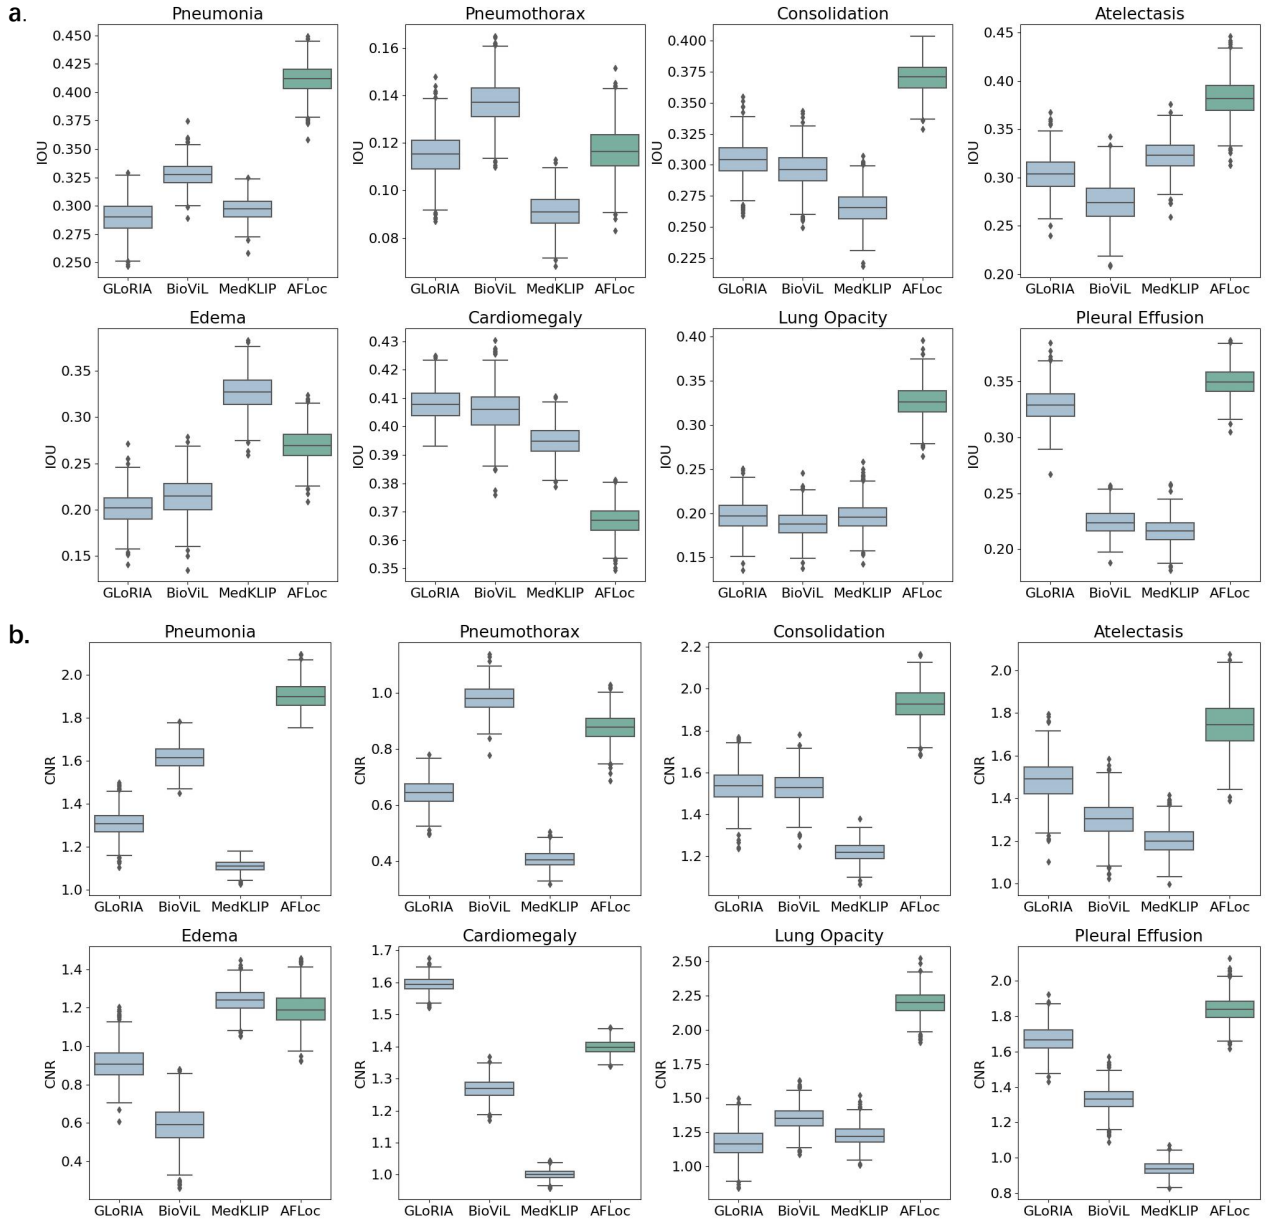 a.
Pneumonia
IOU
0.450
0.425
0.400
0.375
0.350
0.325
0.300
0.275
0.250
GLoRIA BioViL MedKLIP AFLoc
Pneumothorax
IOU
0.16
0.14
0.12
0.10
0.08
GLoRIA BioViL MedKLIP AFLoc
Consolidation
IOU
0.400
0.375
0.350
0.325
0.300
0.275
0.250
0.225
GLoRIA BioViL MedKLIP AFLoc
Atelectasis
IOU
0.45
0.40
0.35
0.30
0.25
0.20
GLoRIA BioViL MedKLIP AFLoc
Edema
IOU
0.35
0.30
0.25
0.20
0.15
GLoRIA BioViL MedKLIP AFLoc
Cardiomegaly
IOU
0.43
0.42
0.41
0.40
0.39
0.38
0.37
0.36
0.35
GLoRIA BioViL MedKLIP AFLoc
Lung Opacity
IOU
0.40
0.35
0.30
0.25
0.20
0.15
GLoRIA BioViL MedKLIP AFLoc
Pleural Effusion
IOU
0.35
0.30
0.25
0.20
GLoRIA BioViL MedKLIP AFLoc
b.
Pneumonia
CNR
2.0
1.8
1.6
1.4
1.2
1.0
GLoRIA BioViL MedKLIP AFLoc
Pneumothorax
CNR
1.0
0.8
0.6
0.4
GLoRIA BioViL MedKLIP AFLoc
Consolidation
CNR
2.2
2.0
1.8
1.6
1.4
1.2
GLoRIA BioViL MedKLIP AFLoc
Atelectasis
CNR
2.0
1.8
1.6
1.4
1.2
1.0
GLoRIA BioViL MedKLIP AFLoc
Edema
CNR
1.4
1.2
1.0
0.8
0.6
0.4
GLoRIA BioViL MedKLIP AFLoc
Cardiomegaly
CNR
1.7
1.6
1.5
1.4
1.3
1.2
1.1
1.0
GLoRIA BioViL MedKLIP AFLoc
Lung Opacity
CNR
2.50
2.25
2.00
1.75
1.50
1.25
1.00
GLoRIA BioViL MedKLIP AFLoc
Pleural Effusion
CNR
2.0
1.8
1.6
1.4
1.2
1.0
0.8
GLoRIA BioViL MedKLIP AFLoc